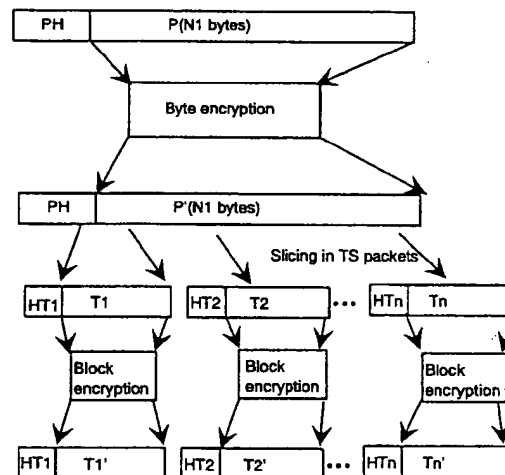 PH P(N1 bytes)
Byte encryption
PH P'(N1 bytes)
Slicing in TS packets
HT1 T1 HT2 T2 ••• HTn Tn
Block encryption
Block encryption
Block encryption
HT1 T1' HT2 T2' ••• HTn Tn'